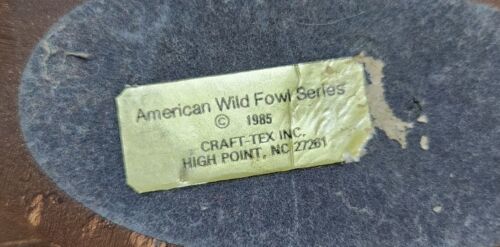 American Wild Fowl Series
© 1985
CRAFT-TEX INC.
HIGH POINT, NC 27261